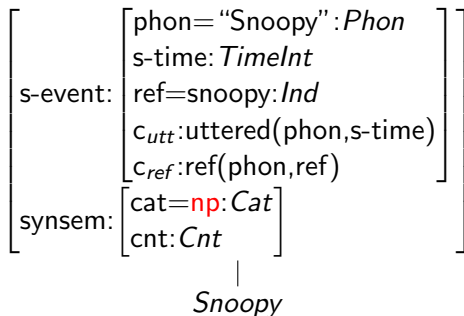 phon=“Snoopy”:Phon
s-time:TimeInt
s-event: ref=snoopy:Ind
c_utt:uttered(phon,s-time)
c_ref:ref(phon,ref)
synsem: cat=np:Cat
cnt:Cnt
Snoopy